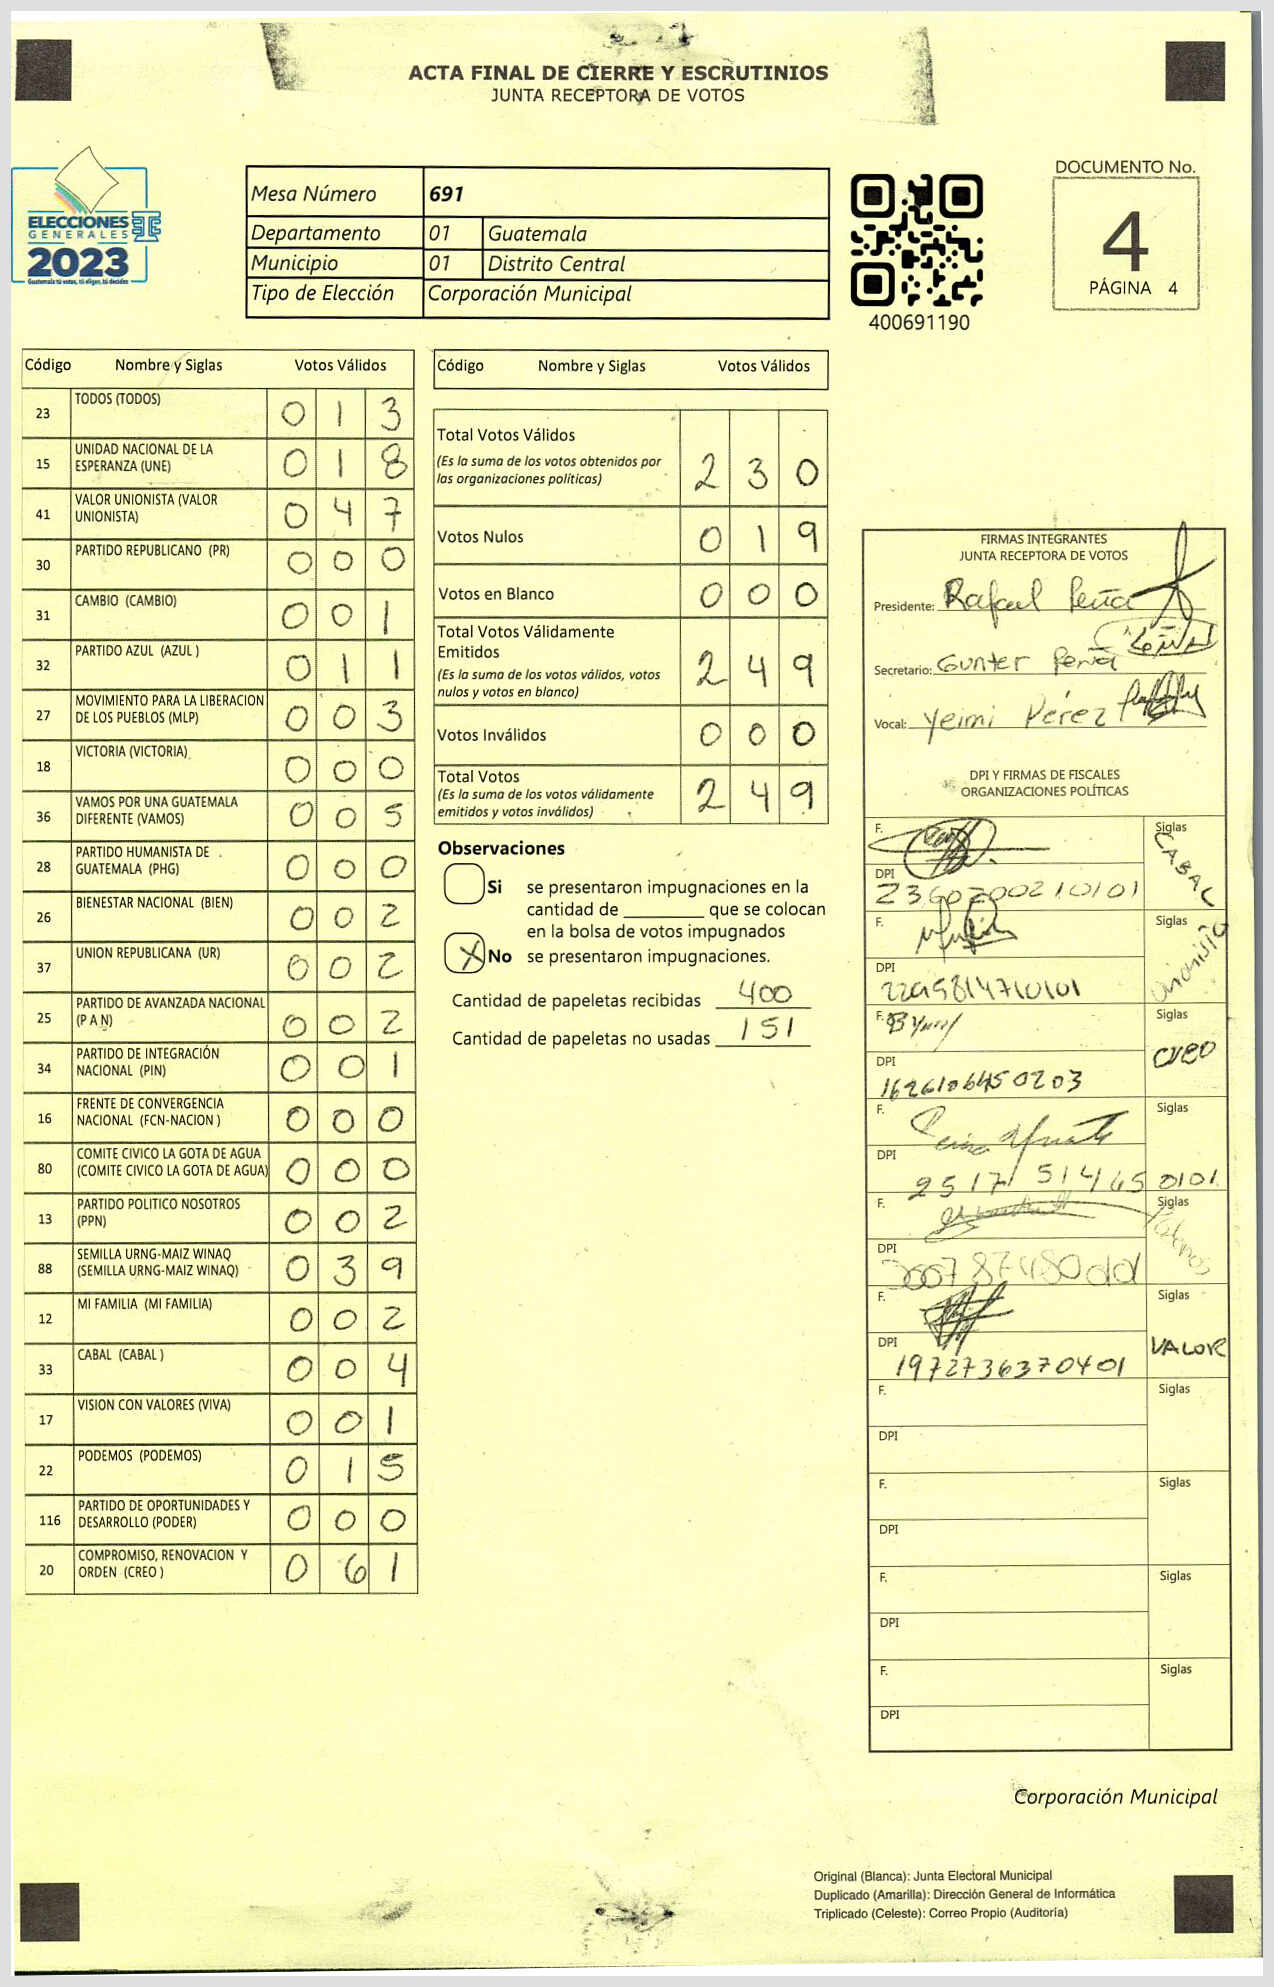 ACTA FINAL DE CIERRE Y ESCRUTINIOS
JUNTA RECEPTORA DE VOTOS
ELECCIONES
GENERALES
2023
Guatemala tú votas, tú eliges, tú decides
Mesa Número 691
Departamento 01 Guatemala
Municipio 01 Distrito Central
Tipo de Elección Corporación Municipal
400691190
DOCUMENTO No.
4
PÁGINA 4
Código Nombre y Siglas Votos Válidos
23 TODOS (TODOS) 0 1 3
15 UNIDAD NACIONAL DE LA ESPERANZA (UNE) 0 1 8
41 VALOR UNIONISTA (VALOR UNIONISTA) 0 4 7
30 PARTIDO REPUBLICANO (PR) 0 0 0
31 CAMBIO (CAMBIO) 0 0 1
32 PARTIDO AZUL (AZUL ) 0 1 1
27 MOVIMIENTO PARA LA LIBERACION DE LOS PUEBLOS (MLP) 0 0 3
18 VICTORIA (VICTORIA) 0 0 0
36 VAMOS POR UNA GUATEMALA DIFERENTE (VAMOS) 0 0 5
28 PARTIDO HUMANISTA DE GUATEMALA (PHG) 0 0 0
26 BIENESTAR NACIONAL (BIEN) 0 0 2
37 UNION REPUBLICANA (UR) 0 0 2
25 PARTIDO DE AVANZADA NACIONAL (P A N) 0 0 2
34 PARTIDO DE INTEGRACIÓN NACIONAL (PIN) 0 0 1
16 FRENTE DE CONVERGENCIA NACIONAL (FCN-NACION ) 0 0 0
80 COMITE CIVICO LA GOTA DE AGUA (COMITE CIVICO LA GOTA DE AGUA) 0 0 0
13 PARTIDO POLITICO NOSOTROS (PPN) 0 0 2
88 SEMILLA URNG-MAIZ WINAQ (SEMILLA URNG-MAIZ WINAQ) 0 3 9
12 MI FAMILIA (MI FAMILIA) 0 0 2
33 CABAL (CABAL ) 0 0 4
17 VISION CON VALORES (VIVA) 0 0 1
22 PODEMOS (PODEMOS) 0 1 5
116 PARTIDO DE OPORTUNIDADES Y DESARROLLO (PODER) 0 0 0
20 COMPROMISO, RENOVACION Y ORDEN (CREO ) 0 6 1
Código Nombre y Siglas Votos Válidos
Total Votos Válidos
(Es la suma de los votos obtenidos por las organizaciones políticas) 2 3 0
Votos Nulos 0 1 9
Votos en Blanco 0 0 0
Total Votos Válidamente Emitidos
(Es la suma de los votos válidos, votos nulos y votos en blanco) 2 4 9
Votos Inválidos 0 0 0
Total Votos
(Es la suma de los votos válidamente emitidos y votos inválidos) 2 4 9
Observaciones
Si se presentaron impugnaciones en la
cantidad de ________ que se colocan
en la bolsa de votos impugnados
X No se presentaron impugnaciones.
Cantidad de papeletas recibidas 400
Cantidad de papeletas no usadas 151
FIRMAS INTEGRANTES
JUNTA RECEPTORA DE VOTOS
Presidente: Rafael Peña
Secretario: Gunter Peña
Vocal: Yeimi Pérez
DPI Y FIRMAS DE FISCALES
ORGANIZACIONES POLÍTICAS
F. Siglas CABAL
DPI 2360200210101
F. Siglas Unionista
DPI
F. Siglas CREO
DPI 1626106450203
F. Siglas
DPI 2517 51465 0101
F. Siglas
DPI
F. Siglas VALOR
DPI 1972736370401
F. Siglas
DPI
F. Siglas
DPI
F. Siglas
DPI
F. Siglas
DPI
Corporación Municipal
Original (Blanca): Junta Electoral Municipal
Duplicado (Amarilla): Dirección General de Informática
Triplicado (Celeste): Correo Propio (Auditoría)